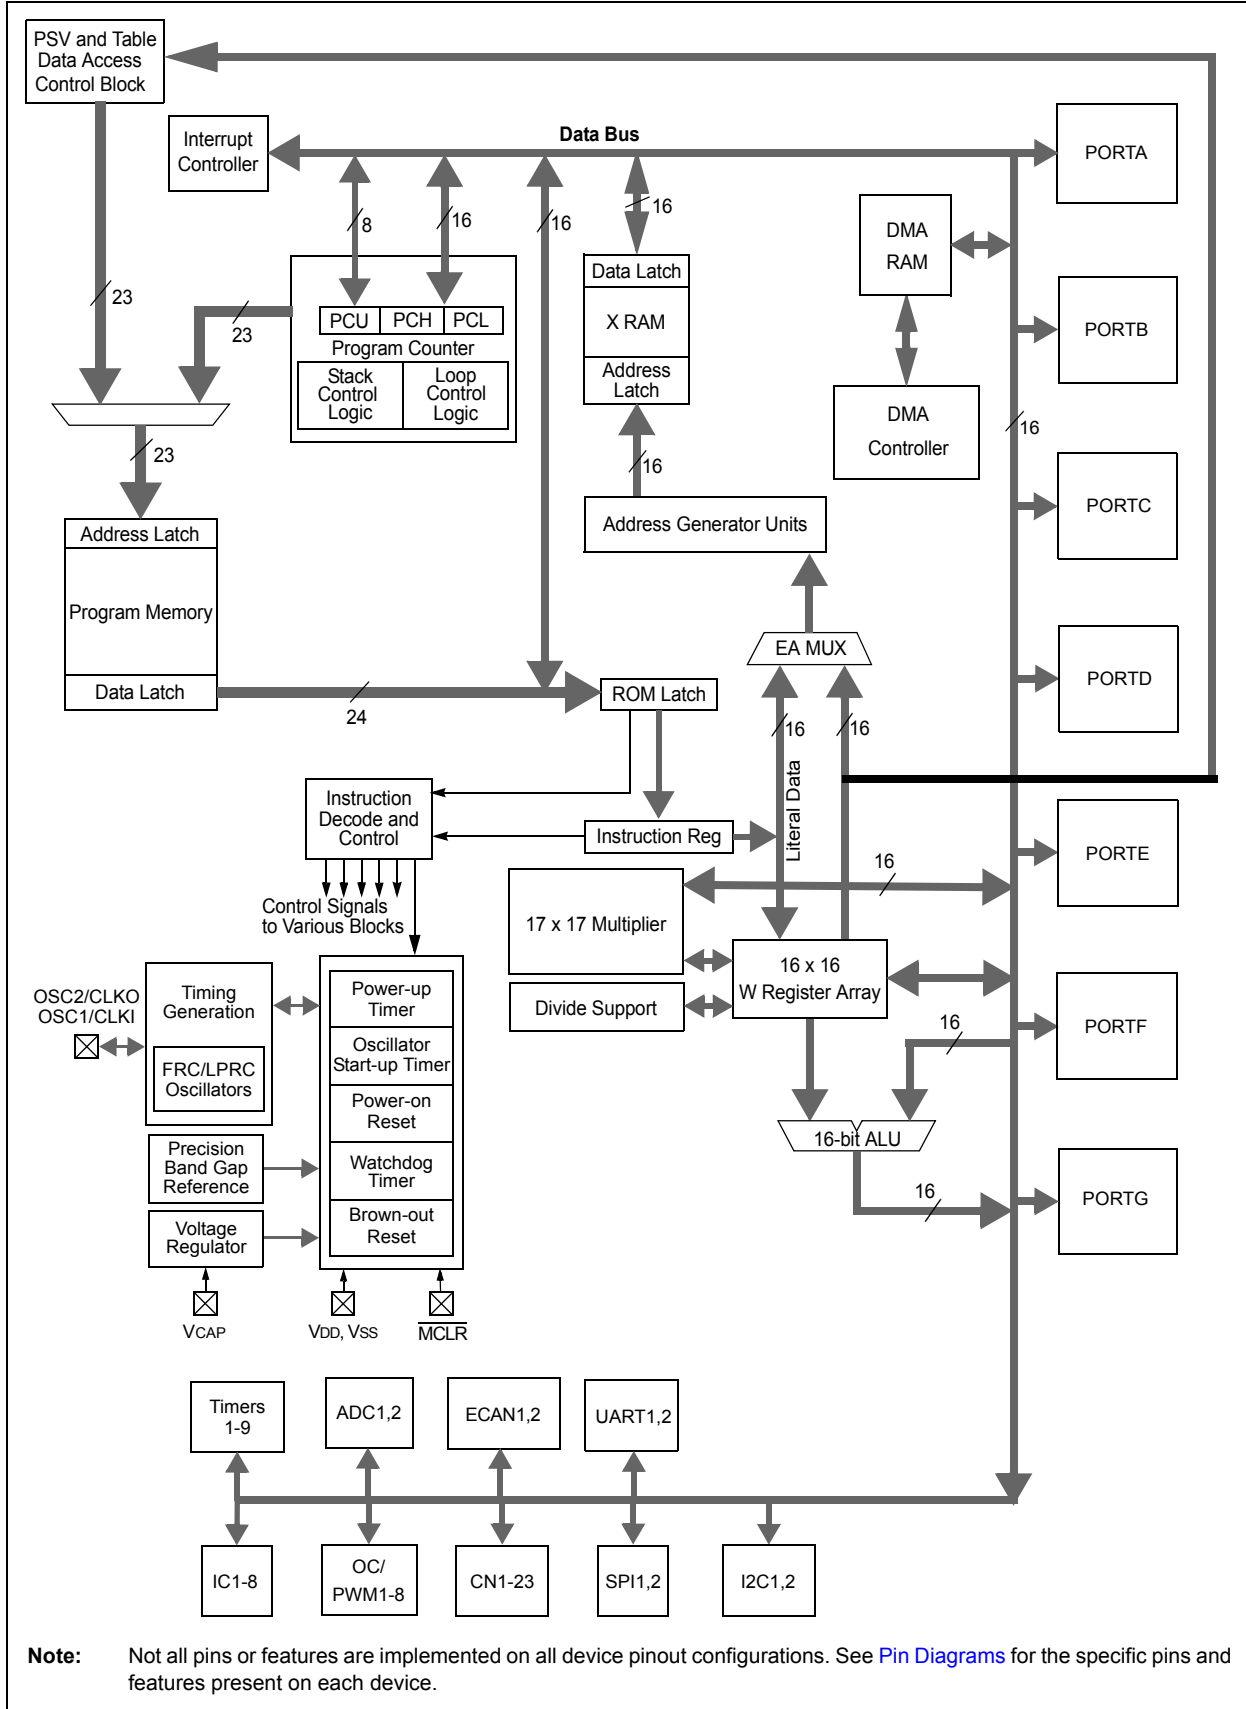 PSV and Table
Data Access
Control Block
Interrupt
Controller
Data Bus
PORTA
8
16
16
16
DMA
RAM
Data Latch
X RAM
Address
Latch
23
23
PCU
PCH
PCL
Program Counter
Stack
Control
Logic
Loop
Control
Logic
PORTB
DMA
Controller
16
23
16
PORTC
Address Latch
Program Memory
Data Latch
Address Generator Units
EA MUX
PORTD
24
ROM Latch
16
16
Literal Data
Instruction
Decode and
Control
Instruction Reg
PORTE
16
Control Signals
to Various Blocks
17 x 17 Multiplier
16 x 16
W Register Array
Divide Support
OSC2/CLKO
OSC1/CLKI
Timing
Generation
FRC/LPRC
Oscillators
Power-up
Timer
Oscillator
Start-up Timer
Power-on
Reset
Watchdog
Timer
Brown-out
Reset
16
PORTF
16-bit ALU
Precision
Band Gap
Reference
Voltage
Regulator
16
PORTG
VCAP
VDD, VSS
MCLR
Timers
1-9
ADC1,2
ECAN1,2
UART1,2
IC1-8
OC/
PWM1-8
CN1-23
SPI1,2
I2C1,2
Note: Not all pins or features are implemented on all device pinout configurations. See Pin Diagrams for the specific pins and
features present on each device.